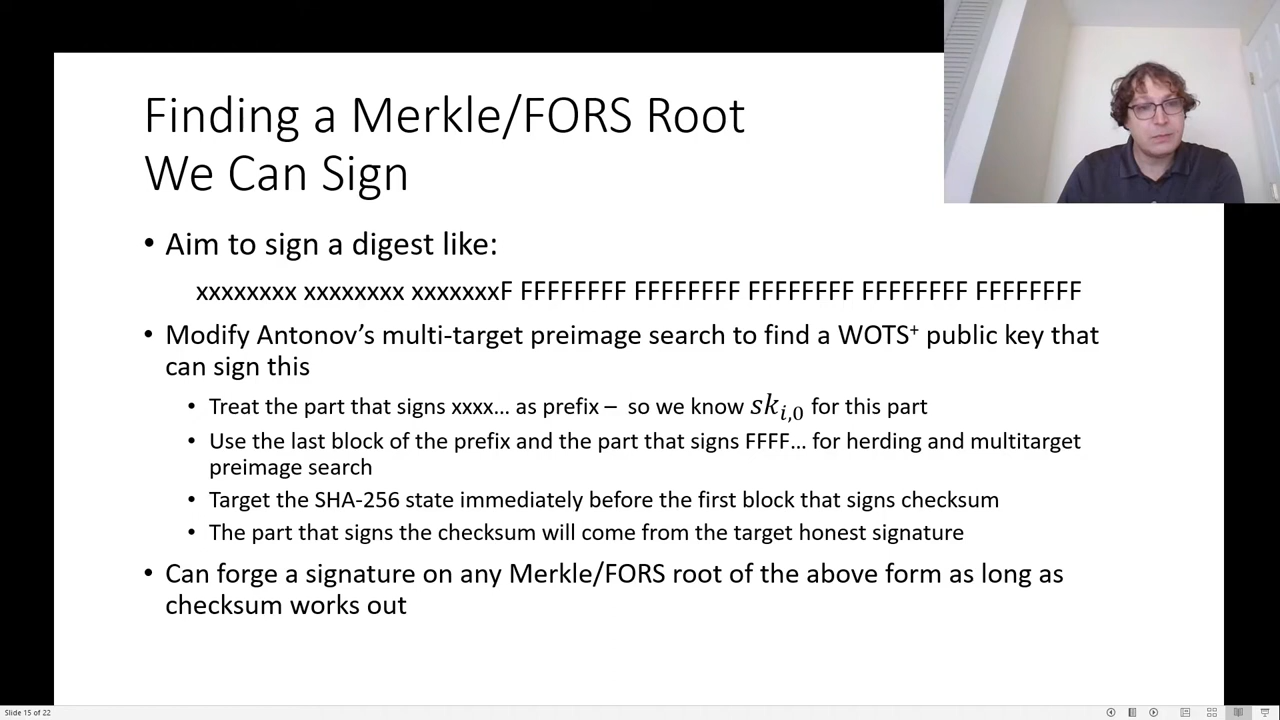 Finding a Merkle/FORS Root
We Can Sign
• Aim to sign a digest like:
xxxxxxxx xxxxxxxx xxxxxxxF FFFFFFFF FFFFFFFF FFFFFFFF FFFFFFFF FFFFFFFF
• Modify Antonov’s multi-target preimage search to find a WOTS⁺ public key that
can sign this
• Treat the part that signs xxxx... as prefix – so we know sk_{i,0} for this part
• Use the last block of the prefix and the part that signs FFFF... for herding and multitarget
preimage search
• Target the SHA-256 state immediately before the first block that signs checksum
• The part that signs the checksum will come from the target honest signature
• Can forge a signature on any Merkle/FORS root of the above form as long as
checksum works out
Slide 15 of 22